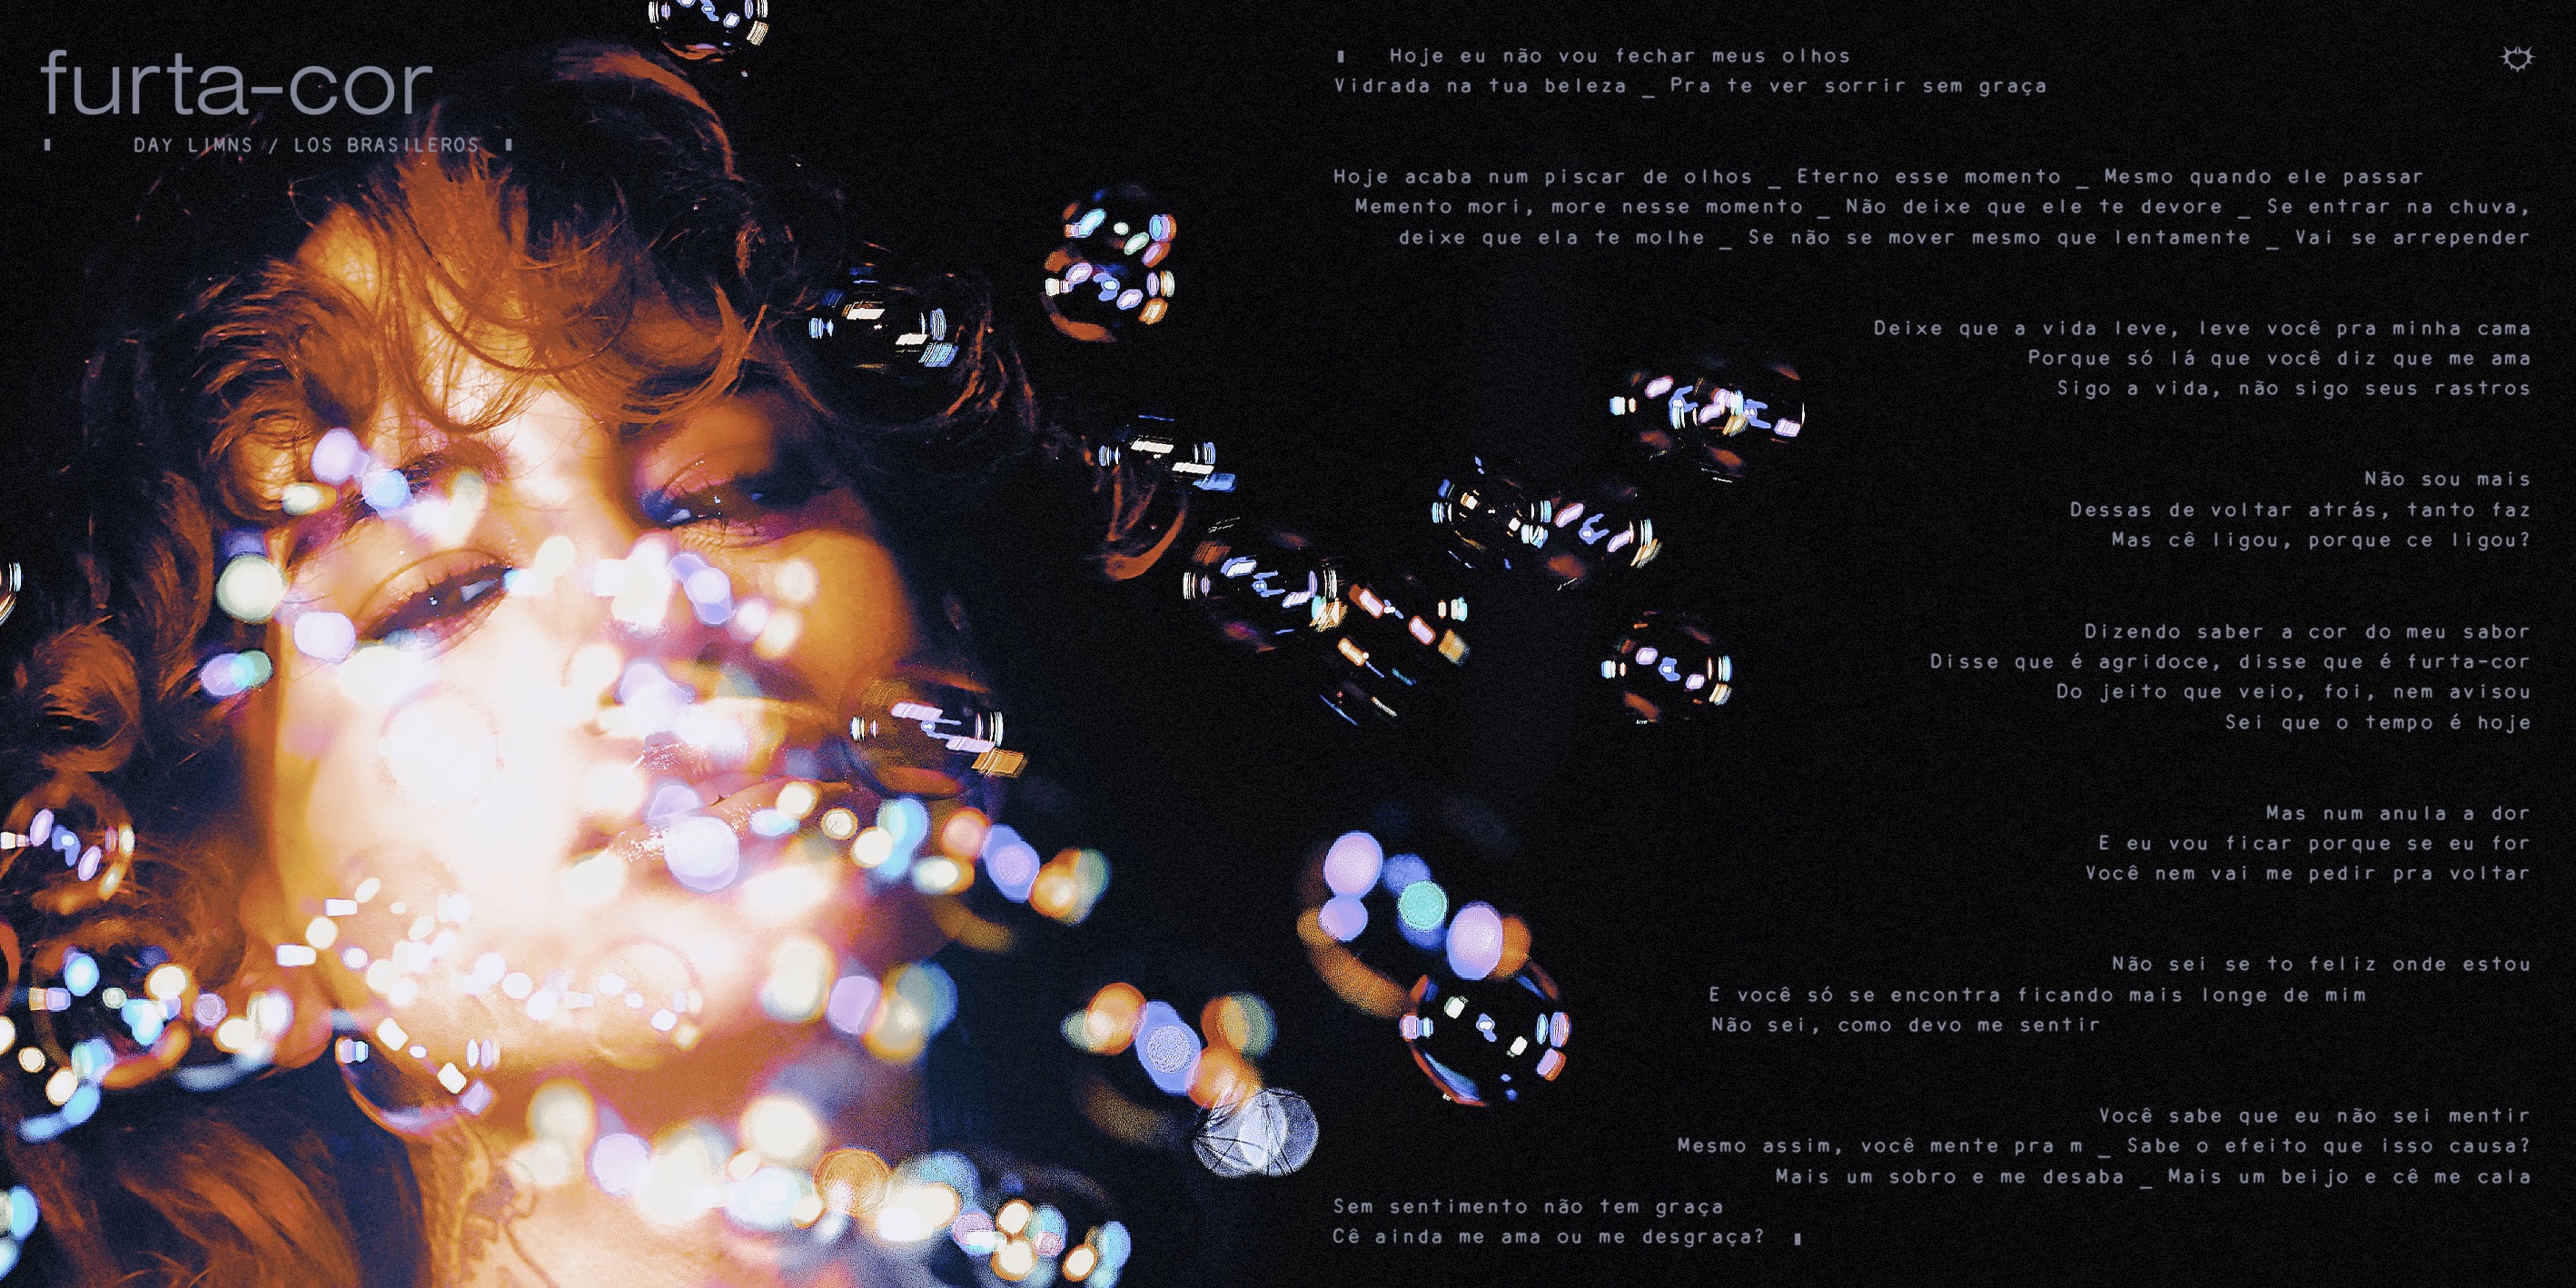 furta-cor
DAY LIMNS // LOS BRASILEROS
Hoje eu não vou fechar meus olhos
Vidrada na tua beleza _ Pra te ver sorrir sem graça
Hoje acaba num piscar de olhos _ Eterno esse momento _ Mesmo quando ele passar
Memento mori, more nesse momento _ Não deixe que ele te devore _ Se entrar na chuva,
deixe que ela te molhe _ Se não se mover mesmo que lentamente _ Vai se arrepender
Deixe que a vida leve, leve você pra minha cama
Porque só lá que você diz que me ama
Sigo a vida, não sigo seus rastros
Não sou mais
Dessas de voltar atrás, tanto faz
Mas cê ligou, porque ce ligou?
Dizendo saber a cor do meu sabor
Disse que é agridoce, disse que é furta-cor
Do jeito que veio, foi, nem avisou
Sei que o tempo é hoje
Mas num anula a dor
E eu vou ficar porque se eu for
Você nem vai me pedir pra voltar
Não sei se to feliz onde estou
E você só se encontra ficando mais longe de mim
Não sei, como devo me sentir
Você sabe que eu não sei mentir
Mesmo assim, você mente pra m _ Sabe o efeito que isso causa?
Mais um sobro e me desaba _ Mais um beijo e cê me cala
Sem sentimento não tem graça
Cê ainda me ama ou me desgraça?